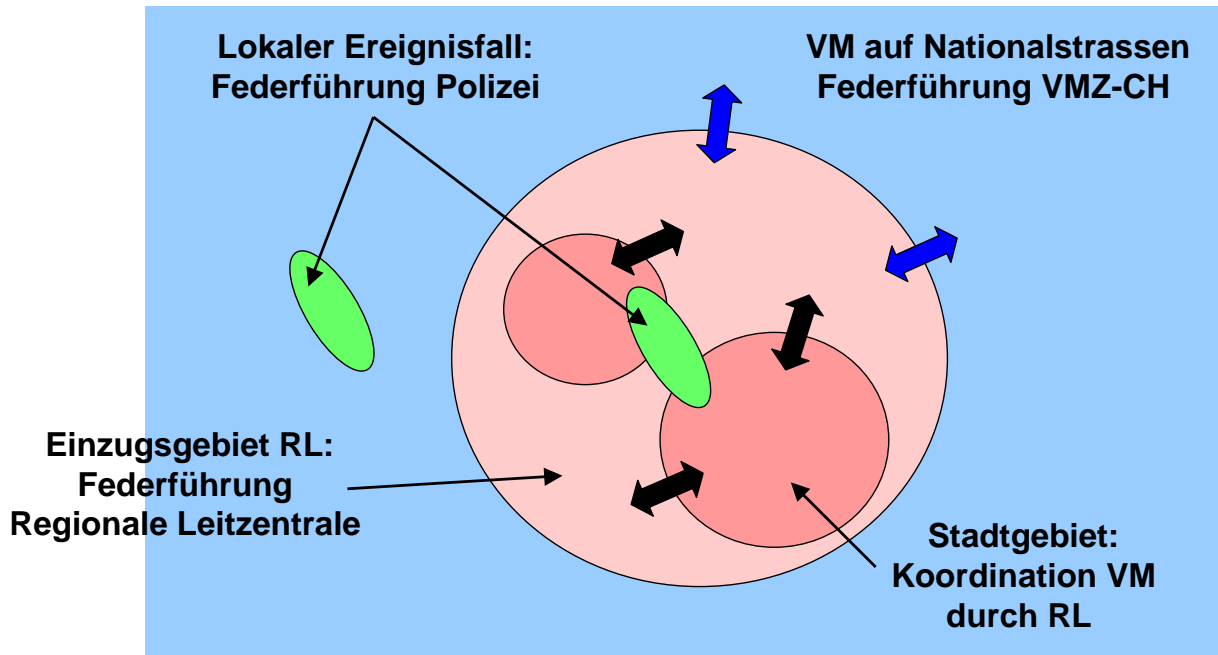 Lokaler Ereignisfall:
Federführung Polizei
VM auf Nationalstrassen
Federführung VMZ-CH
Einzugsgebiet RL:
Federführung
Regionale Leitzentrale
Stadtgebiet:
Koordination VM
durch RL